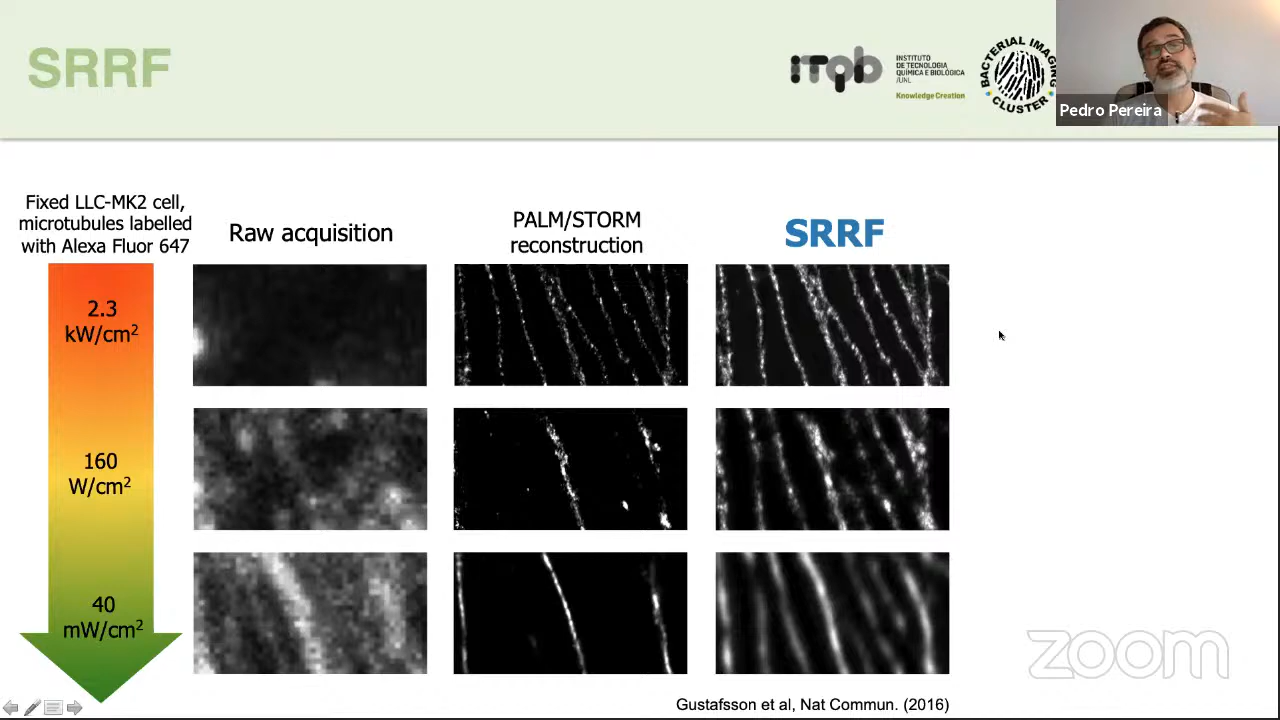 SRRF
iTqb
INSTITUTO
DE TECNOLOGIA
QUÍMICA E BIOLÓGICA
/UNL
Knowledge Creation
BACTERIAL IMAGING
CLUSTER
Pedro Pereira
Fixed LLC-MK2 cell,
microtubules labelled
with Alexa Fluor 647
Raw acquisition
PALM/STORM
reconstruction
SRRF
2.3
kW/cm²
160
W/cm²
40
mW/cm²
zoom
Gustafsson et al, Nat Commun. (2016)